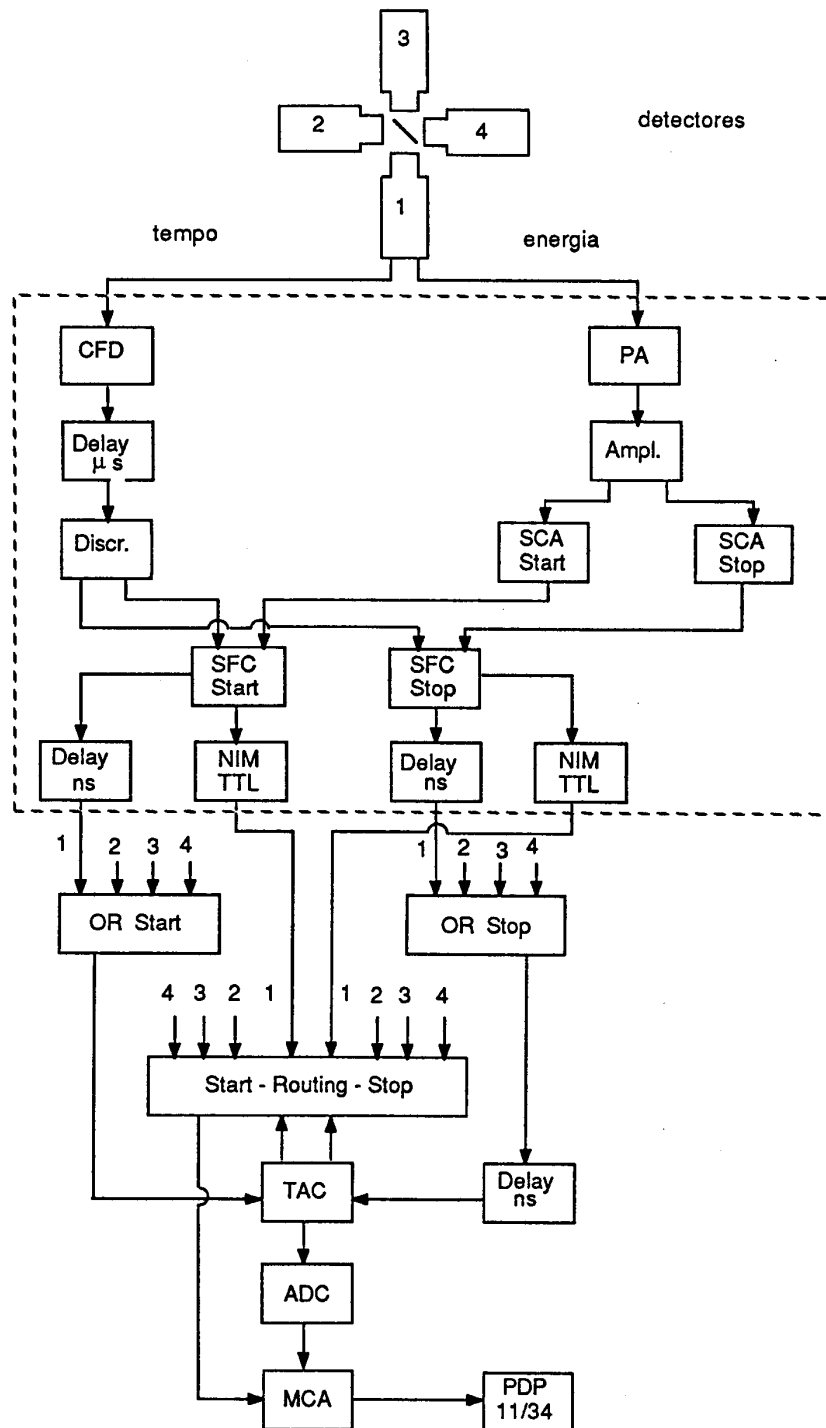 3
2
4
detectores
1
tempo
energia
CFD
PA
Delay
μ s
Ampl.
Discr.
SCA
Start
SCA
Stop
SFC
Start
SFC
Stop
Delay
ns
NIM
TTL
Delay
ns
NIM
TTL
1 2 3 4
1 2 3 4
OR Start
OR Stop
4 3 2 1 1 2 3 4
Start - Routing - Stop
TAC
Delay
ns
ADC
MCA
PDP
11/34